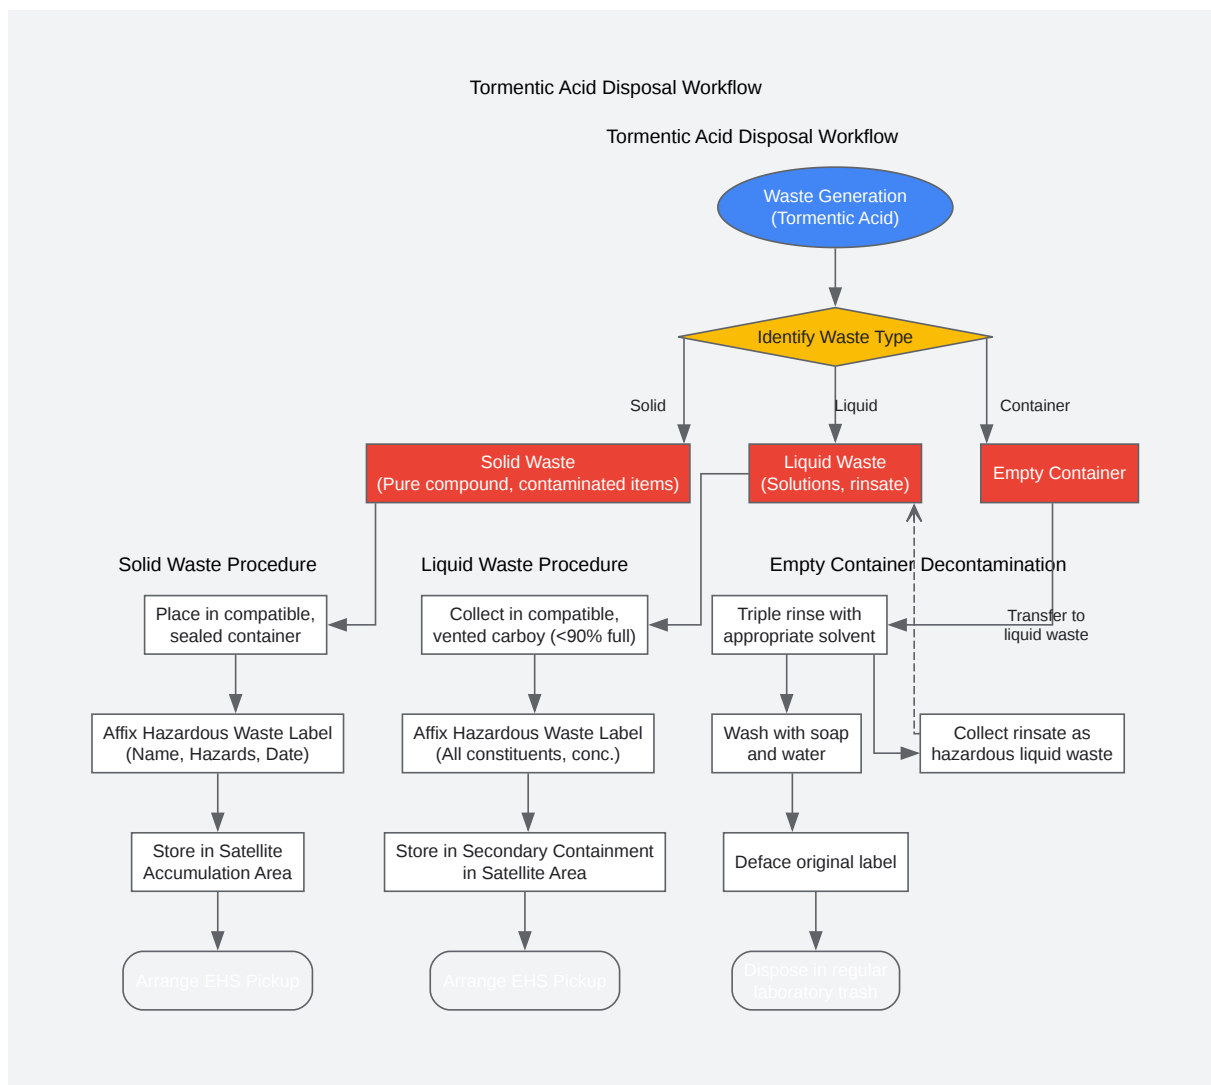 Tormentic Acid Disposal Workflow
Tormentic Acid Disposal Workflow
Waste Generation
(Tormentic Acid)
Identify Waste Type
Solid
Liquid
Container
Solid Waste
(Pure compound, contaminated items)
Liquid Waste
(Solutions, rinsate)
Empty Container
Solid Waste Procedure
Liquid Waste Procedure
Empty Container Decontamination
Place in compatible,
sealed container
Collect in compatible,
vented carboy (<90% full)
Triple rinse with
appropriate solvent
Transfer to
liquid waste
Affix Hazardous Waste Label
(Name, Hazards, Date)
Affix Hazardous Waste Label
(All constituents, conc.)
Wash with soap
and water
Collect rinsate as
hazardous liquid waste
Store in Satellite
Accumulation Area
Store in Secondary Containment
in Satellite Area
Deface original label
Arrange EHS Pickup
Arrange EHS Pickup
Dispose in regular
laboratory trash